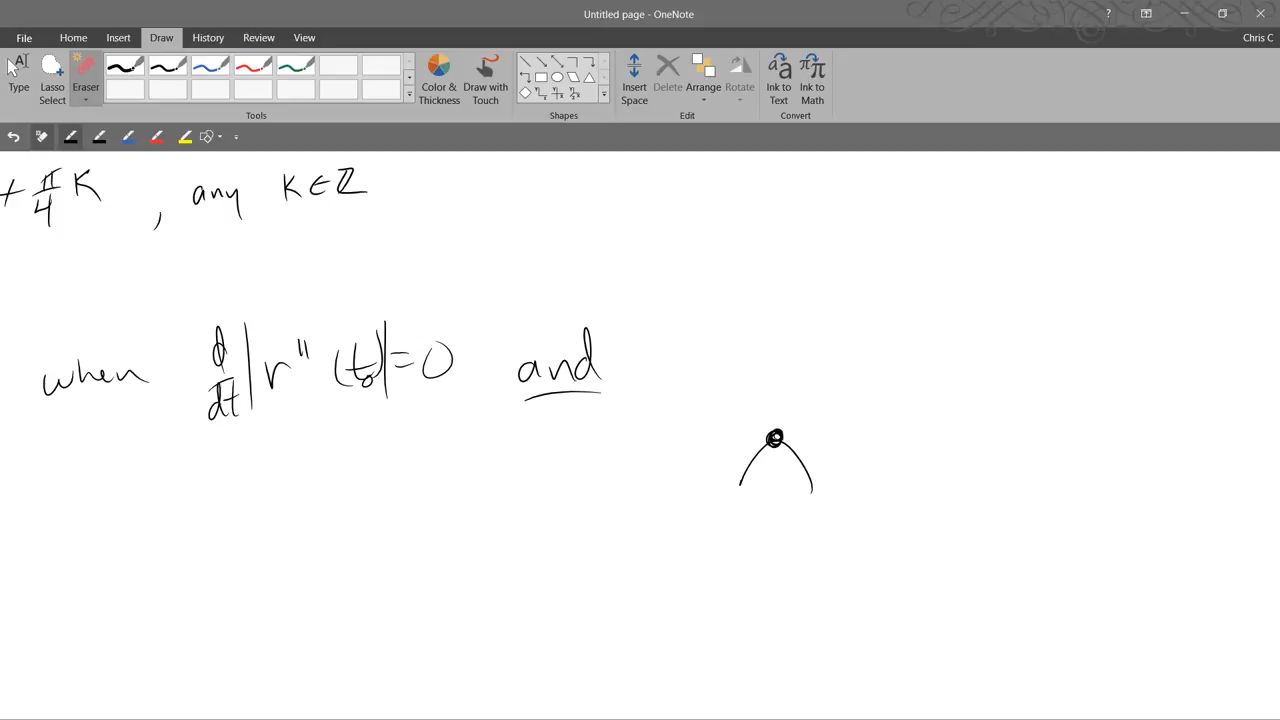 Untitled page - OneNote
File Home Insert Draw History Review View
Chris C
Type Lasso Select Eraser
Color & Thickness Draw with Touch
Insert Space Delete Arrange Rotate
Ink to Text Ink to Math
Tools Shapes Edit Convert
+ π/4 K , any K ∈ ℤ
when d/dt |r''(t₀)| = 0 and